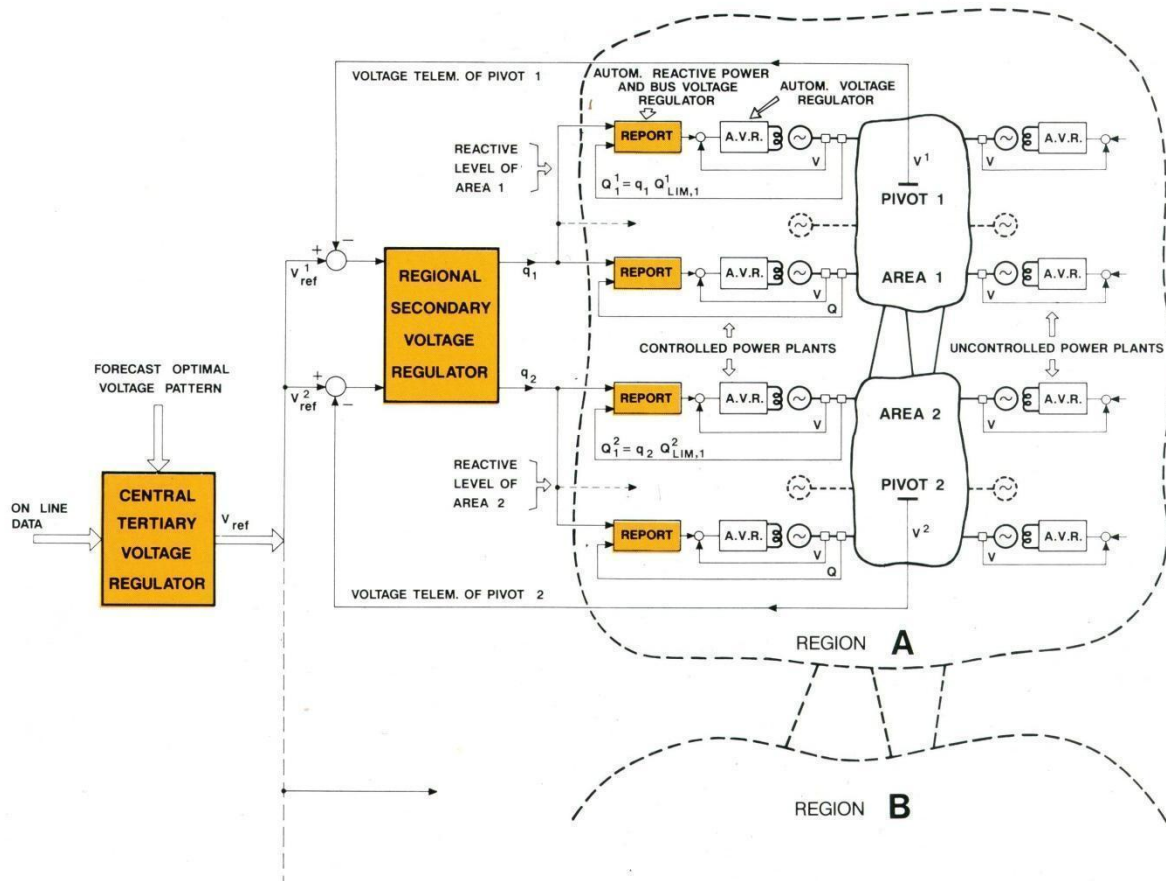 VOLTAGE TELEM. OF PIVOT 1
AUTOM. REACTIVE POWER
AND BUS VOLTAGE
REGULATOR
AUTOM. VOLTAGE
REGULATOR
REPORT
A.V.R.
V
V¹
V
A.V.R.
REACTIVE
LEVEL OF
AREA 1
Q₁¹ = q₁ Q¹LIM,1
PIVOT 1
+
−
V¹ref
REGIONAL
SECONDARY
VOLTAGE
REGULATOR
q₁
REPORT
A.V.R.
V
Q
AREA 1
V
A.V.R.
CONTROLLED POWER PLANTS
UNCONTROLLED POWER PLANTS
FORECAST OPTIMAL
VOLTAGE PATTERN
+
−
V²ref
q₂
REPORT
A.V.R.
V
AREA 2
V
A.V.R.
Q₁² = q₂ Q²LIM,1
REACTIVE
LEVEL OF
AREA 2
PIVOT 2
ON LINE
DATA
CENTRAL
TERTIARY
VOLTAGE
REGULATOR
Vref
REPORT
A.V.R.
V
Q
V²
V
A.V.R.
VOLTAGE TELEM. OF PIVOT 2
REGION A
REGION B